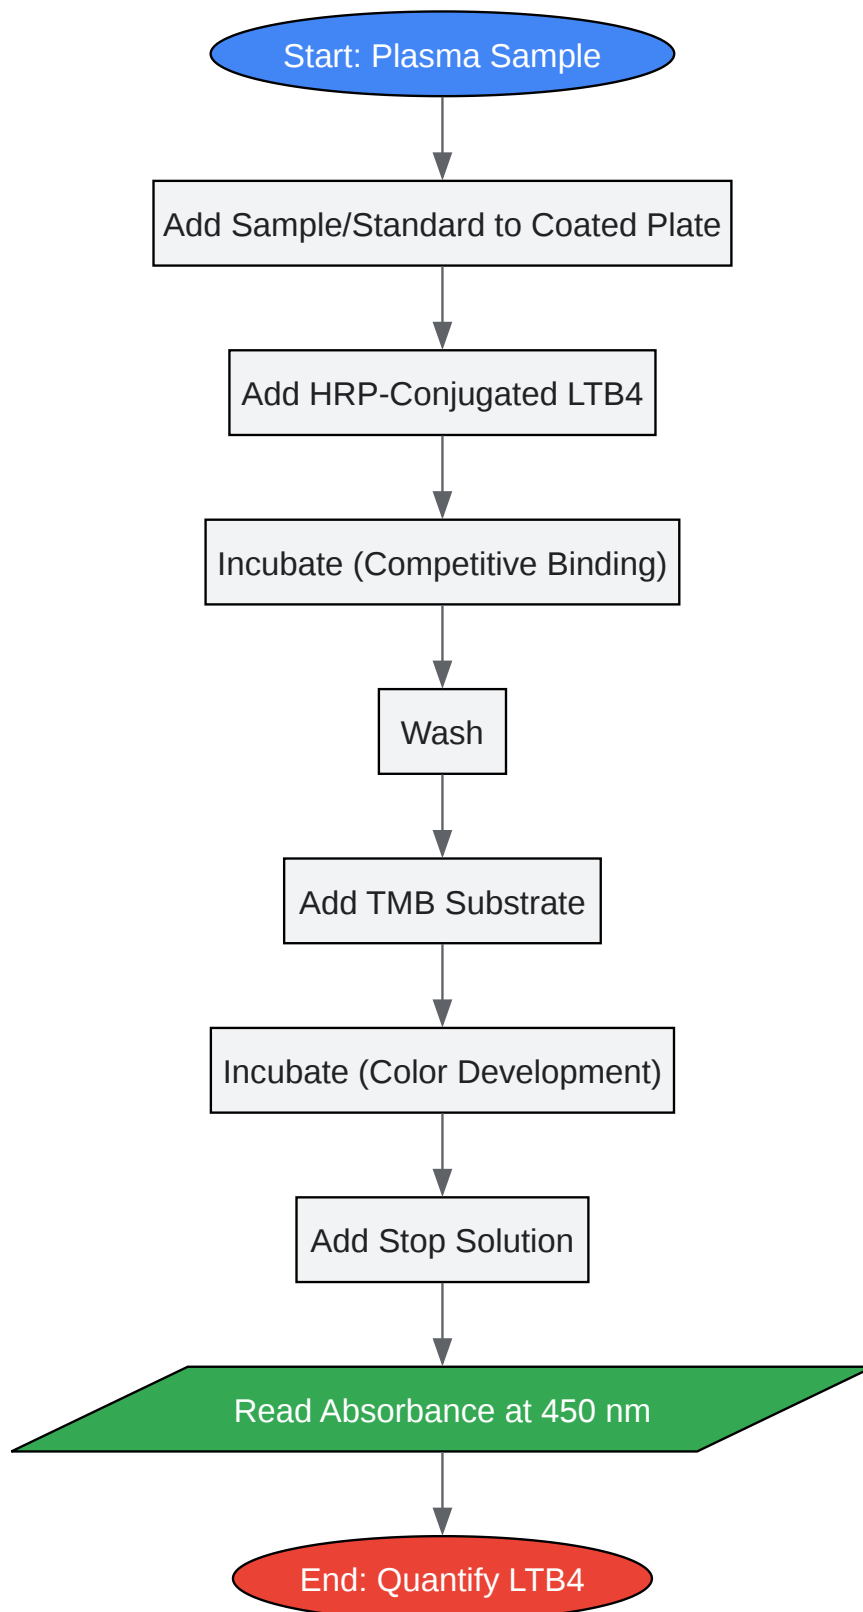 Start: Plasma Sample
Add Sample/Standard to Coated Plate
Add HRP-Conjugated LTB4
Incubate (Competitive Binding)
Wash
Add TMB Substrate
Incubate (Color Development)
Add Stop Solution
Read Absorbance at 450 nm
End: Quantify LTB4